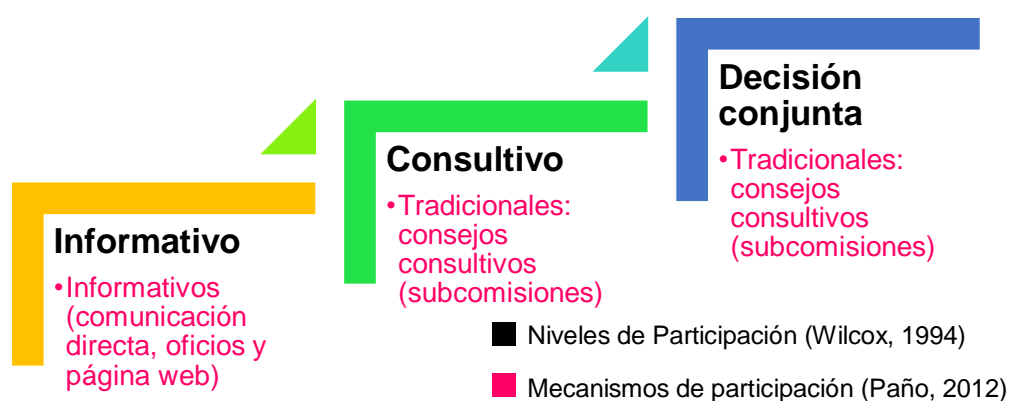 Informativo
•Informativos
(comunicación
directa, oficios y
página web)
Consultivo
•Tradicionales:
consejos
consultivos
(subcomisiones)
Decisión
conjunta
•Tradicionales:
consejos
consultivos
(subcomisiones)
Niveles de Participación (Wilcox, 1994)
Mecanismos de participación (Paño, 2012)